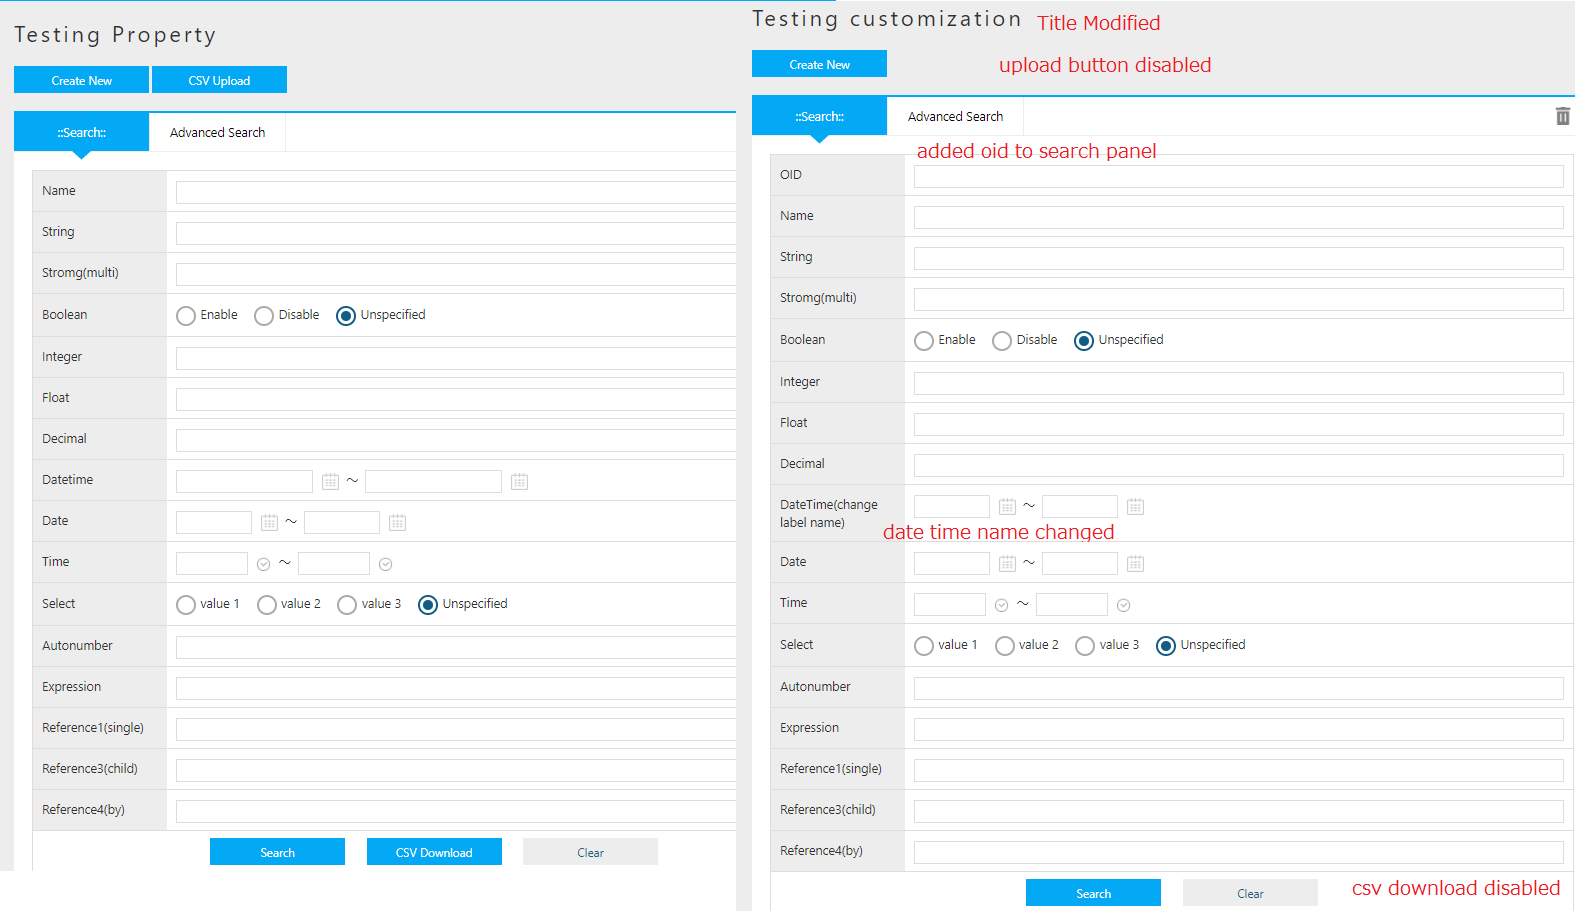 Testing Property
Create New
CSV Upload
::Search::
Advanced Search
Name
String
Stromg(multi)
Boolean
Enable
Disable
Unspecified
Integer
Float
Decimal
Datetime
~
Date
~
Time
~
Select
value 1
value 2
value 3
Unspecified
Autonumber
Expression
Reference1(single)
Reference3(child)
Reference4(by)
Search
CSV Download
Clear
Testing customization
Title Modified
Create New
upload button disabled
::Search::
Advanced Search
added oid to search panel
OID
Name
String
Stromg(multi)
Boolean
Enable
Disable
Unspecified
Integer
Float
Decimal
DateTime(change
label name)
~
date time name changed
Date
~
Time
~
Select
value 1
value 2
value 3
Unspecified
Autonumber
Expression
Reference1(single)
Reference3(child)
Reference4(by)
Search
Clear
csv download disabled